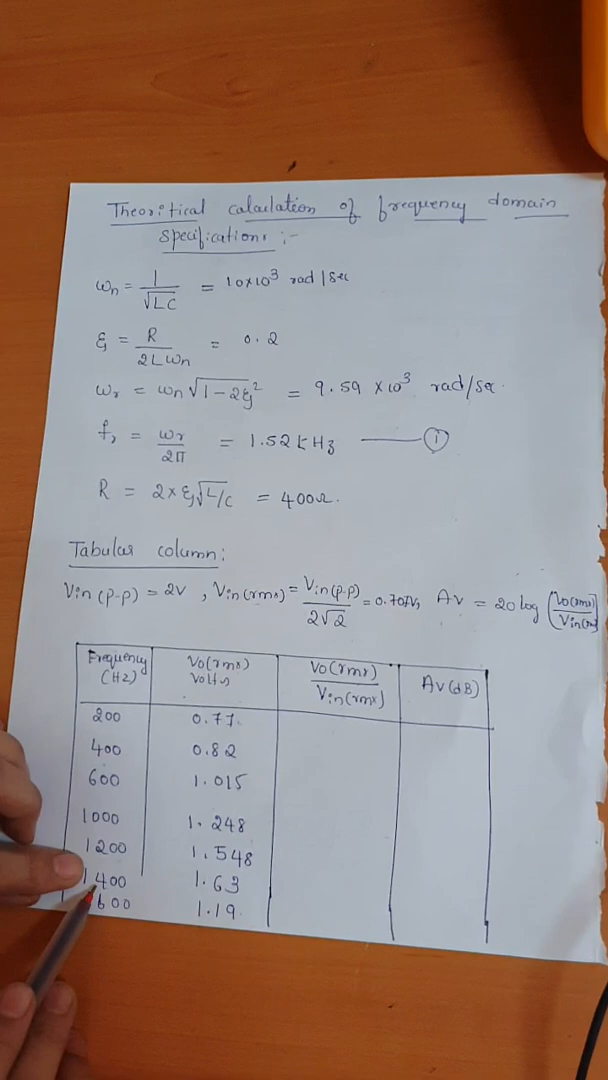 Theoritical calculation of frequency domain
specifications :-
ωn = 1/√LC = 10×10³ rad/sec
ξ = R/2Lωn = 0.2
ωr = ωn √1-2ξ² = 9.59 ×10³ rad/sec.
fr = ωr/2π = 1.52 KHz ——— ①
R = 2×ξ√L/C = 400Ω.
Tabular column:
Vin (p-p) = 2V , Vin(rms) = Vin(p-p)/2√2 = 0.707V, Av = 20 log [Vo(rms)/Vin(rm
Frequency (Hz) Vo(rms) Volts Vo(rms)/Vin(rms) Av(dB)
200 0.77
400 0.82
600 1.015
1000 1.248
1200 1.548
1400 1.63
1600 1.19